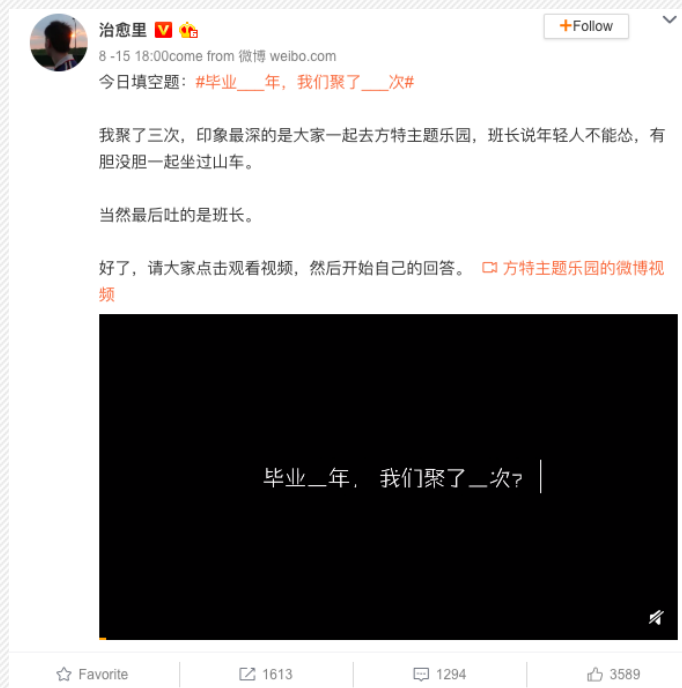 治愈里
+Follow
8 -15 18:00come from 微博 weibo.com
今日填空题：#毕业___年，我们聚了___次#
我聚了三次，印象最深的是大家一起去方特主题乐园，班长说年轻人不能怂，有
胆没胆一起坐过山车。
当然最后吐的是班长。
好了，请大家点击观看视频，然后开始自己的回答。 方特主题乐园的微博视
频
毕业__年， 我们聚了__次?
Favorite
1613
1294
3589